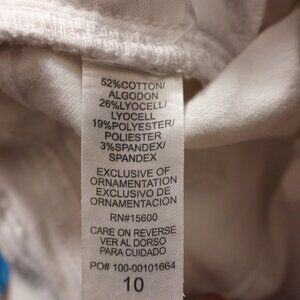 52%COTTON/
ALGODON
26%LYOCELL/
LYOCELL
19%POLYESTER/
POLIESTER
3%SPANDEX/
SPANDEX
EXCLUSIVE OF
ORNAMENTATION
EXCLUSIVO DE
ORNAMENTACION
RN#15600
CARE ON REVERSE
VER AL DORSO
PARA CUIDADO
PO# 100-00101664
10